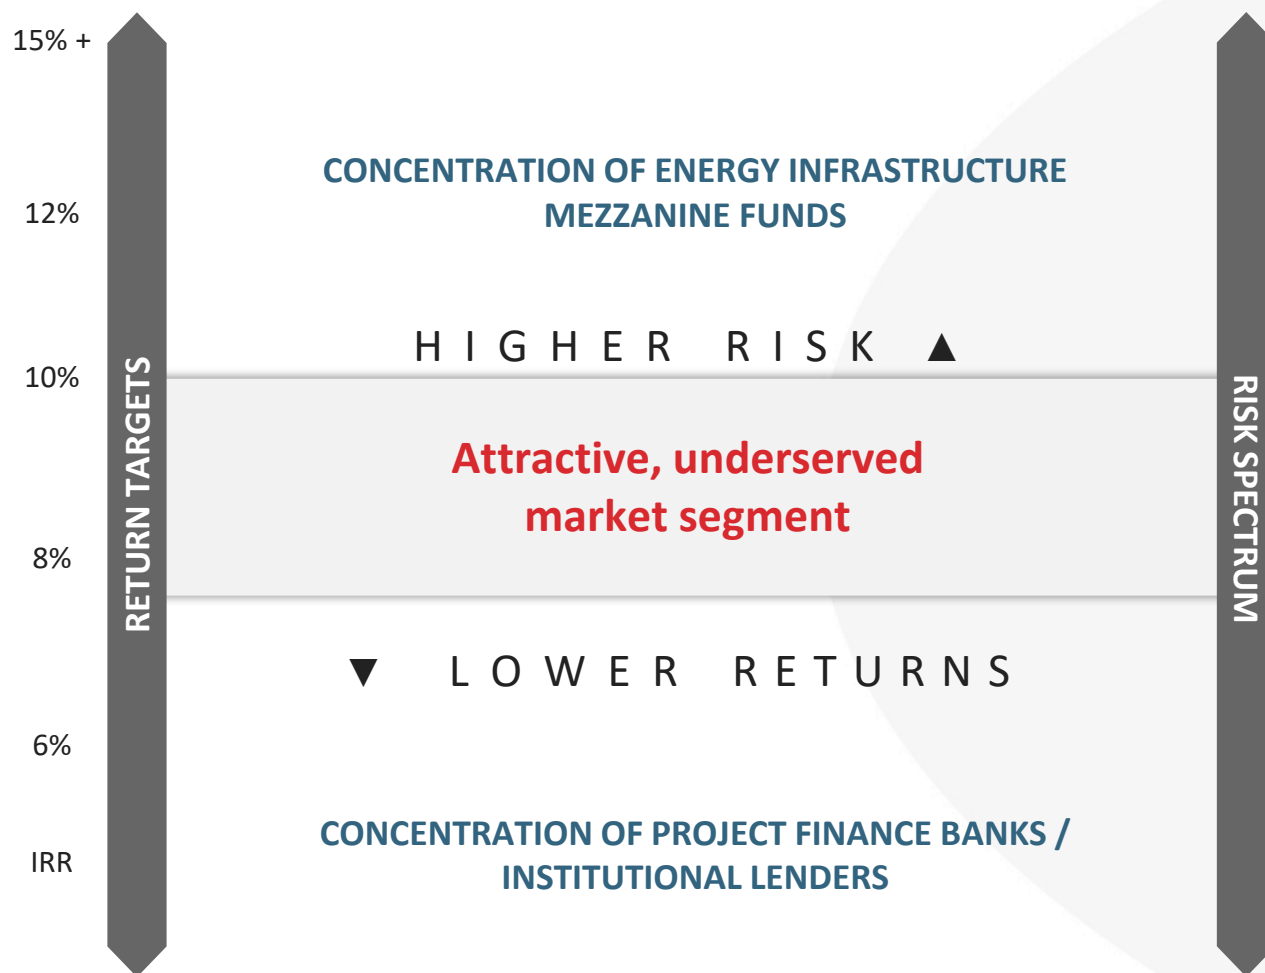 15% +
CONCENTRATION OF ENERGY INFRASTRUCTURE
MEZZANINE FUNDS
12%
HIGHER RISK ▲
10%
RETURN TARGETS
RISK SPECTRUM
Attractive, underserved
market segment
8%
▼ LOWER RETURNS
6%
CONCENTRATION OF PROJECT FINANCE BANKS /
INSTITUTIONAL LENDERS
IRR